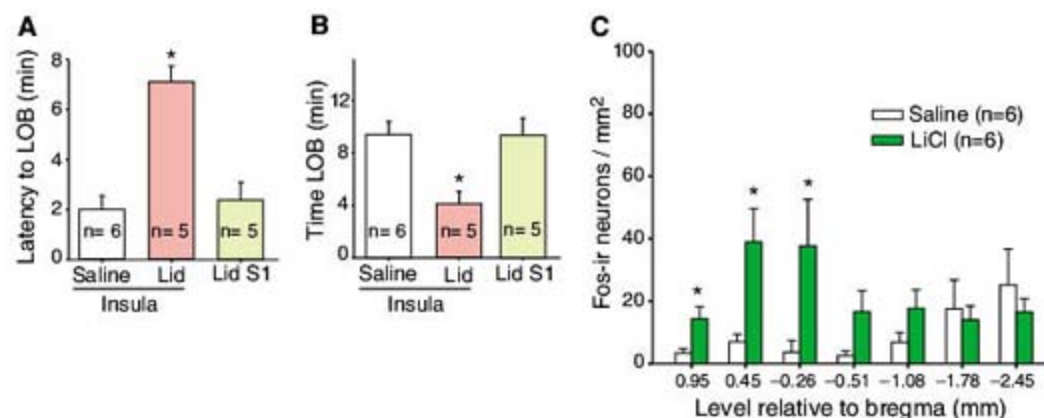 A
Latency to LOB (min)
8
6
4
2
0
n= 6
n= 5
n= 5
*
Saline Lid Lid S1
Insula
B
Time LOB (min)
12
8
4
0
n= 6
n= 5
n= 5
*
Saline Lid Lid S1
Insula
C
Fos-ir neurons / mm²
100
80
60
40
20
0
Saline (n=6)
LiCl (n=6)
* * *
0.95 0.45 −0.26 −0.51 −1.08 −1.78 −2.45
Level relative to bregma (mm)